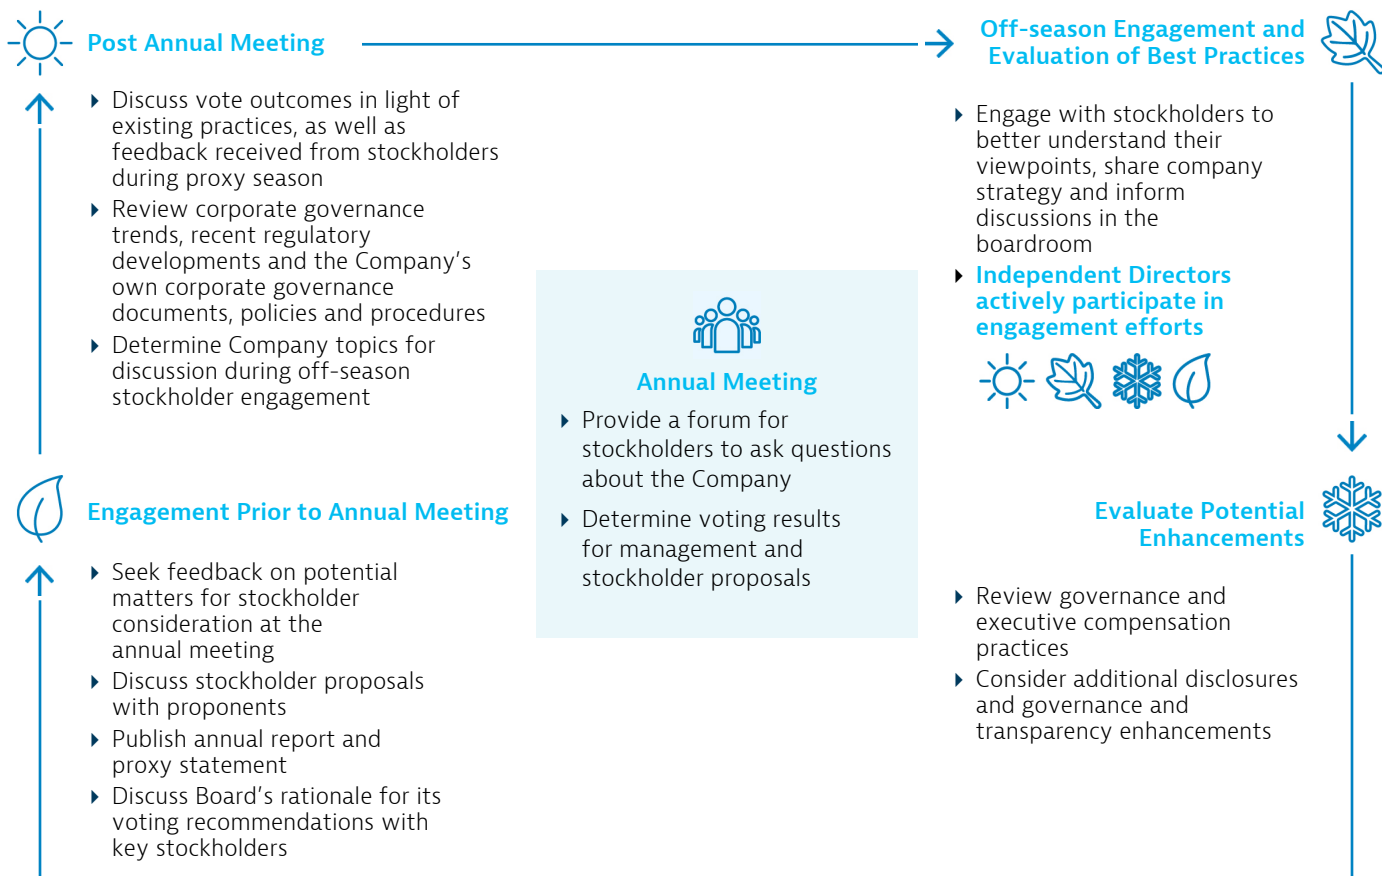 Post Annual Meeting
Discuss vote outcomes in light of
existing practices, as well as
feedback received from stockholders
during proxy season
Review corporate governance
trends, recent regulatory
developments and the Company's
own corporate governance
documents, policies and procedures
Determine Company topics for
discussion during off-season
stockholder engagement
Off-season Engagement and
Evaluation of Best Practices
Engage with stockholders to
better understand their
viewpoints, share company
strategy and inform
discussions in the
boardroom
Independent Directors
actively participate in
engagement efforts
Annual Meeting
Provide a forum for
stockholders to ask questions
about the Company
Determine voting results
for management and
stockholder proposals
Engagement Prior to Annual Meeting
Seek feedback on potential
matters for stockholder
consideration at the
annual meeting
Discuss stockholder proposals
with proponents
Publish annual report and
proxy statement
Discuss Board's rationale for its
voting recommendations with
key stockholders
Evaluate Potential
Enhancements
Review governance and
executive compensation
practices
Consider additional disclosures
and governance and
transparency enhancements